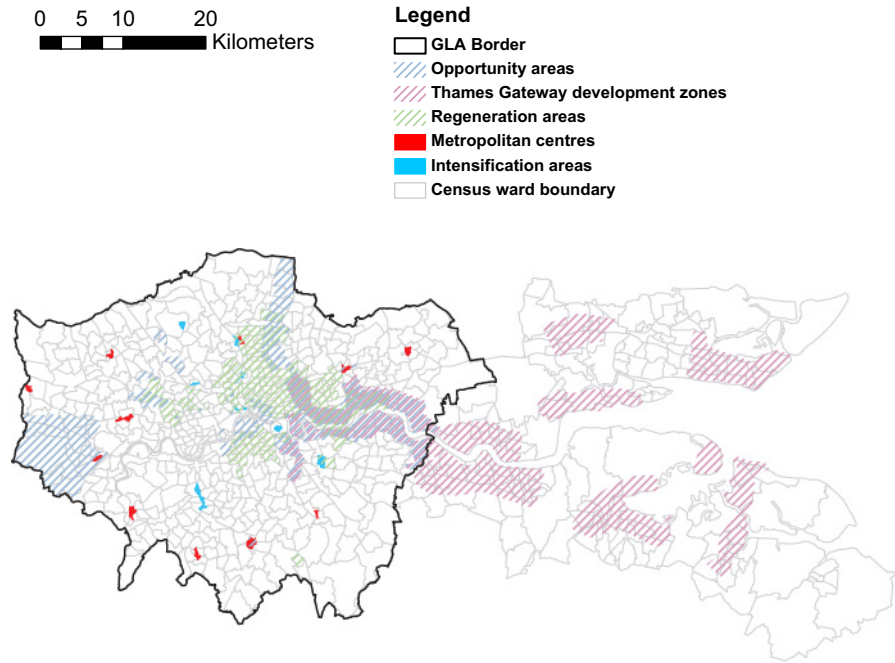 0 5 10 20
Kilometers
Legend
GLA Border
Opportunity areas
Thames Gateway development zones
Regeneration areas
Metropolitan centres
Intensification areas
Census ward boundary